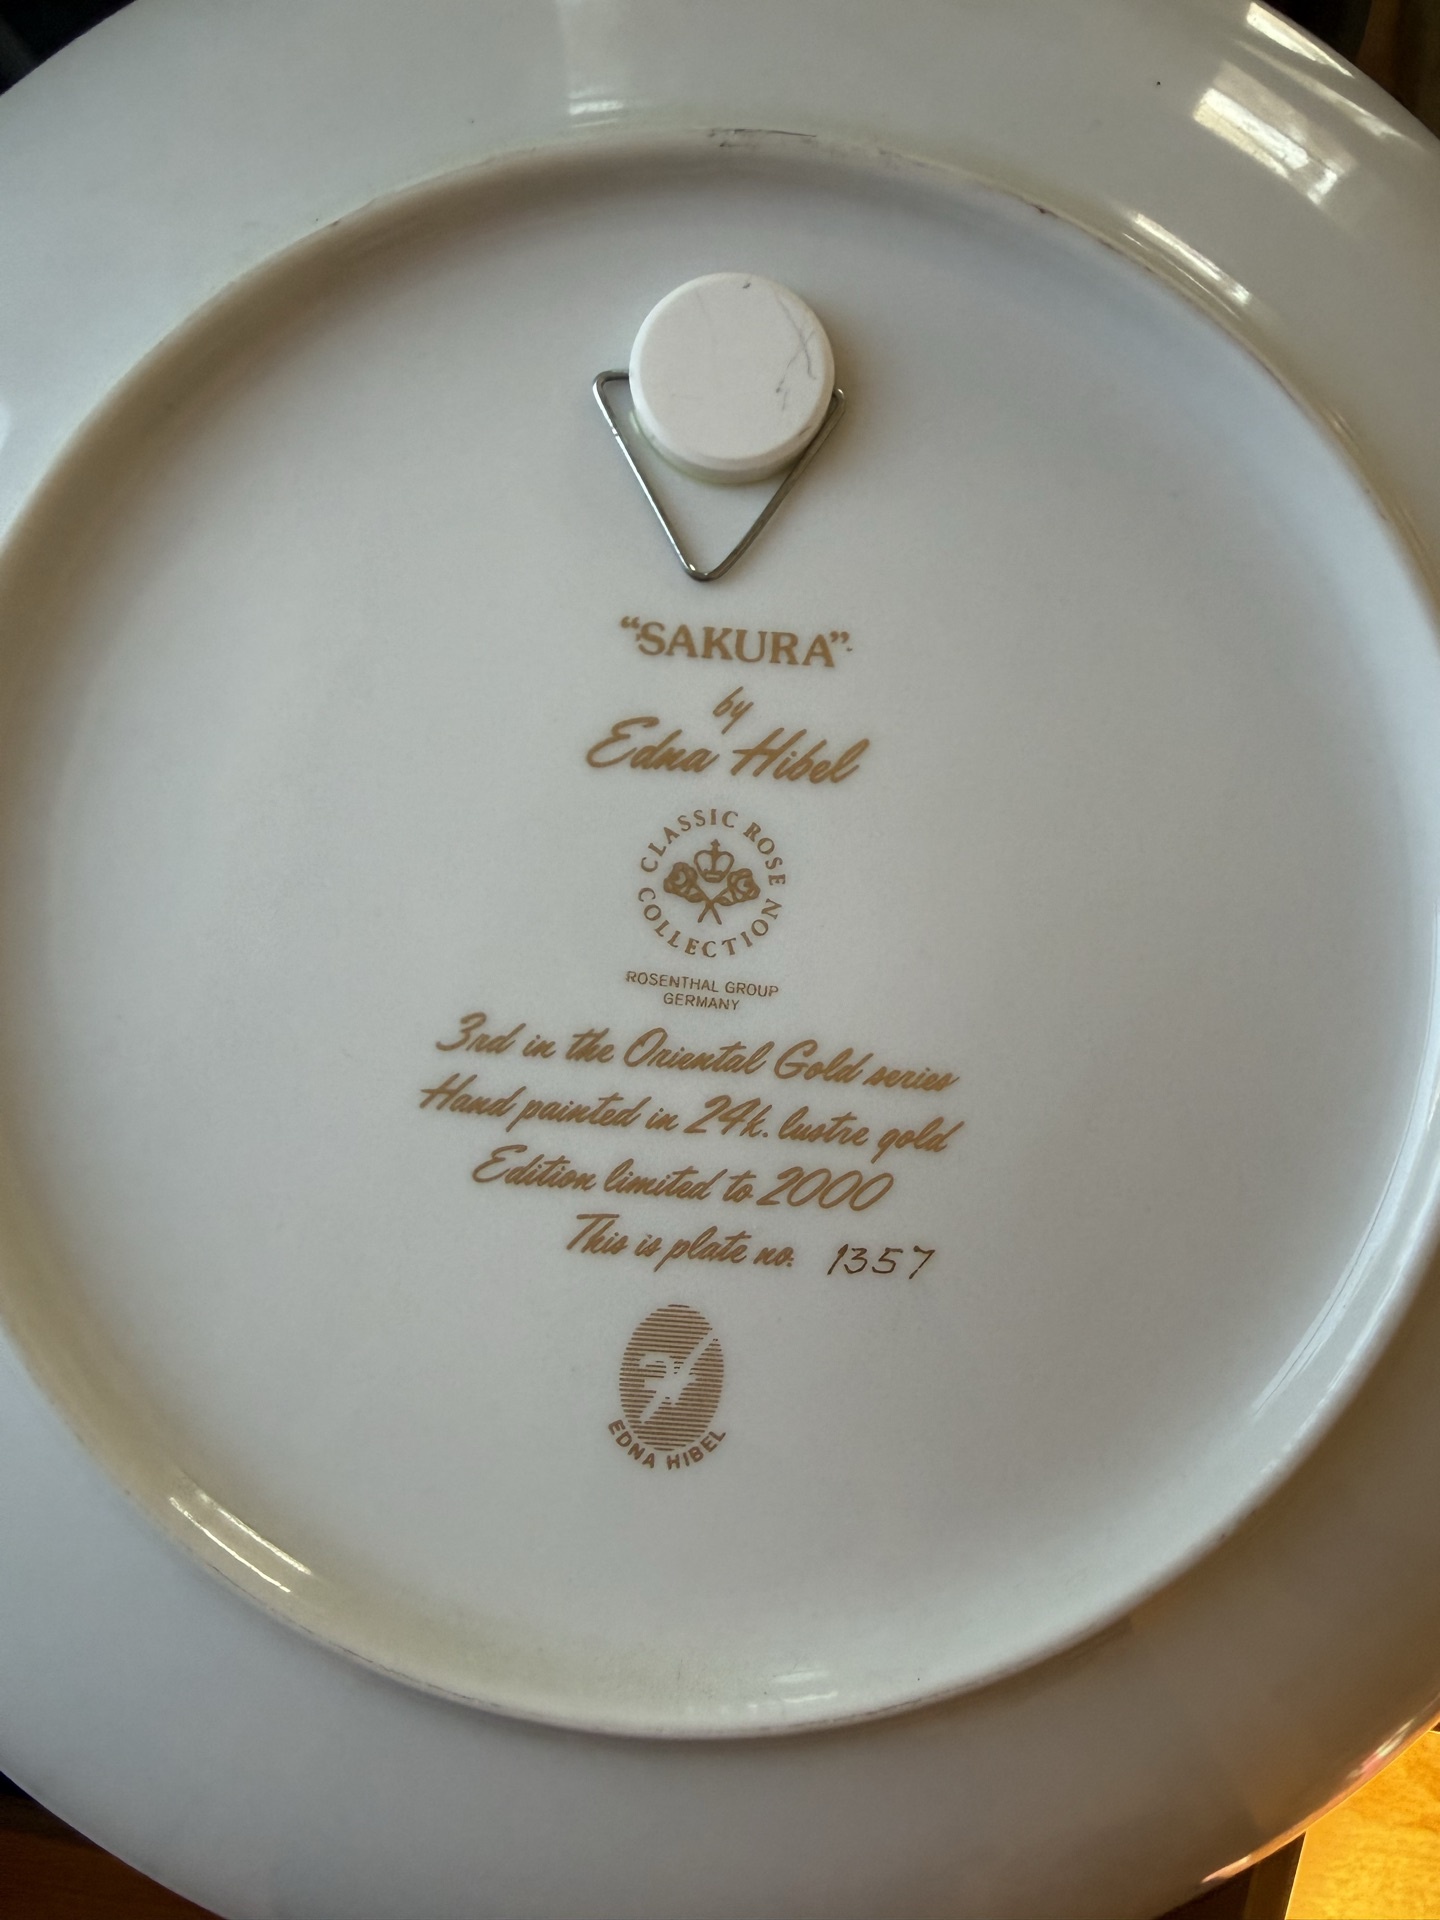 “SAKURA”
by
Edna Hibel
CLASSIC ROSE
COLLECTION
ROSENTHAL GROUP
GERMANY
3rd in the Oriental Gold series
Hand painted in 24k. lustre gold
Edition limited to 2000
This is plate no. 1357
EDNA HIBEL